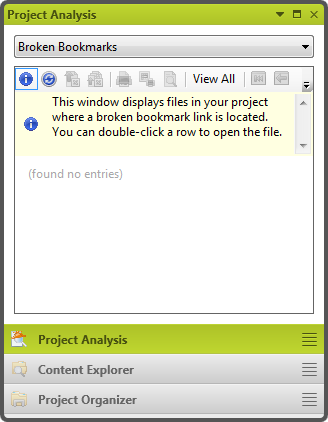 Project Analysis
Broken Bookmarks
View All
This window displays files in your project
where a broken bookmark link is located.
You can double-click a row to open the file.
(found no entries)
Project Analysis
Content Explorer
Project Organizer